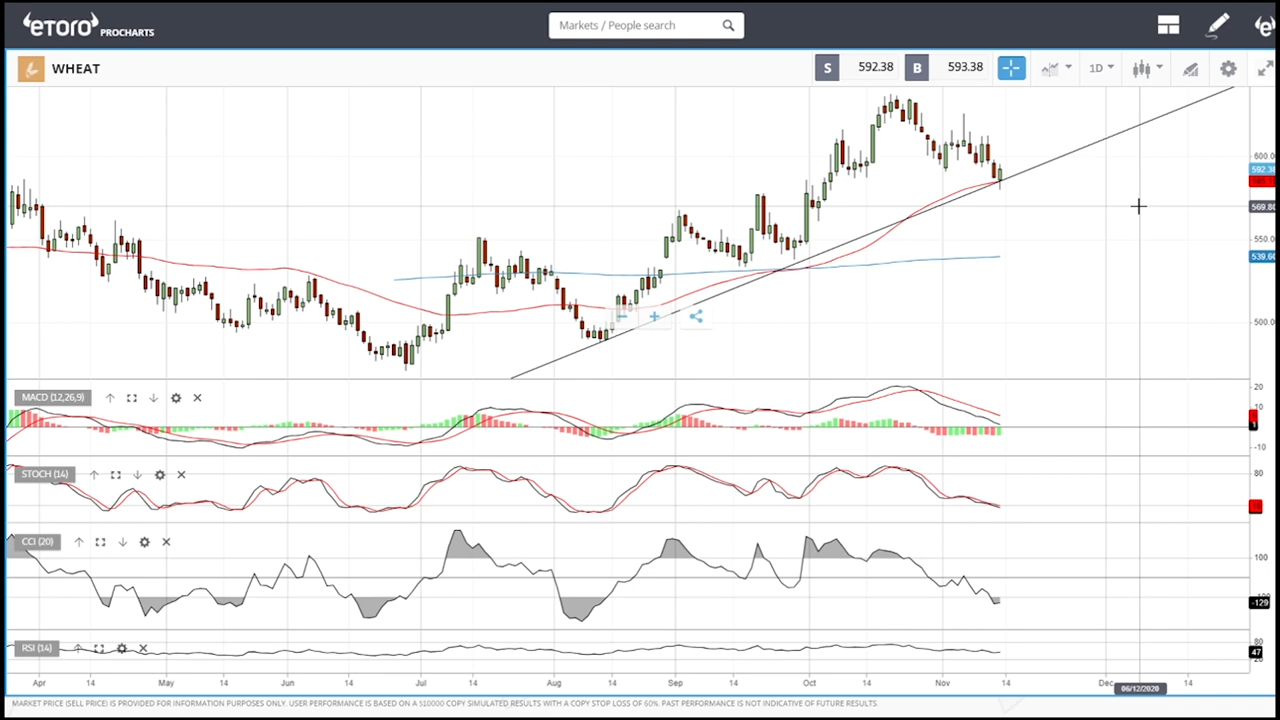 eToro PROCHARTS
Markets / People search
WHEAT
S 592.38 B 593.38
1D
600.0
592.38
569.80
550.0
539.60
500.0
MACD (12,26,9)
20
10
-10
STOCH (14)
80
CCI (20)
100
-129
RSI (14)
80
47
20
Apr 14 May 14 Jun 14 Jul 14 Aug 14 Sep 14 Oct 14 Nov 14 Dec 14
06/12/2020
MARKET PRICE (SELL PRICE) IS PROVIDED FOR INFORMATION PURPOSES ONLY. USER PERFORMANCE IS BASED ON A $10000 COPY SIMULATED RESULTS WITH A COPY STOP LOSS OF 60%. PAST PERFORMANCE IS NOT INDICATIVE OF FUTURE RESULTS.